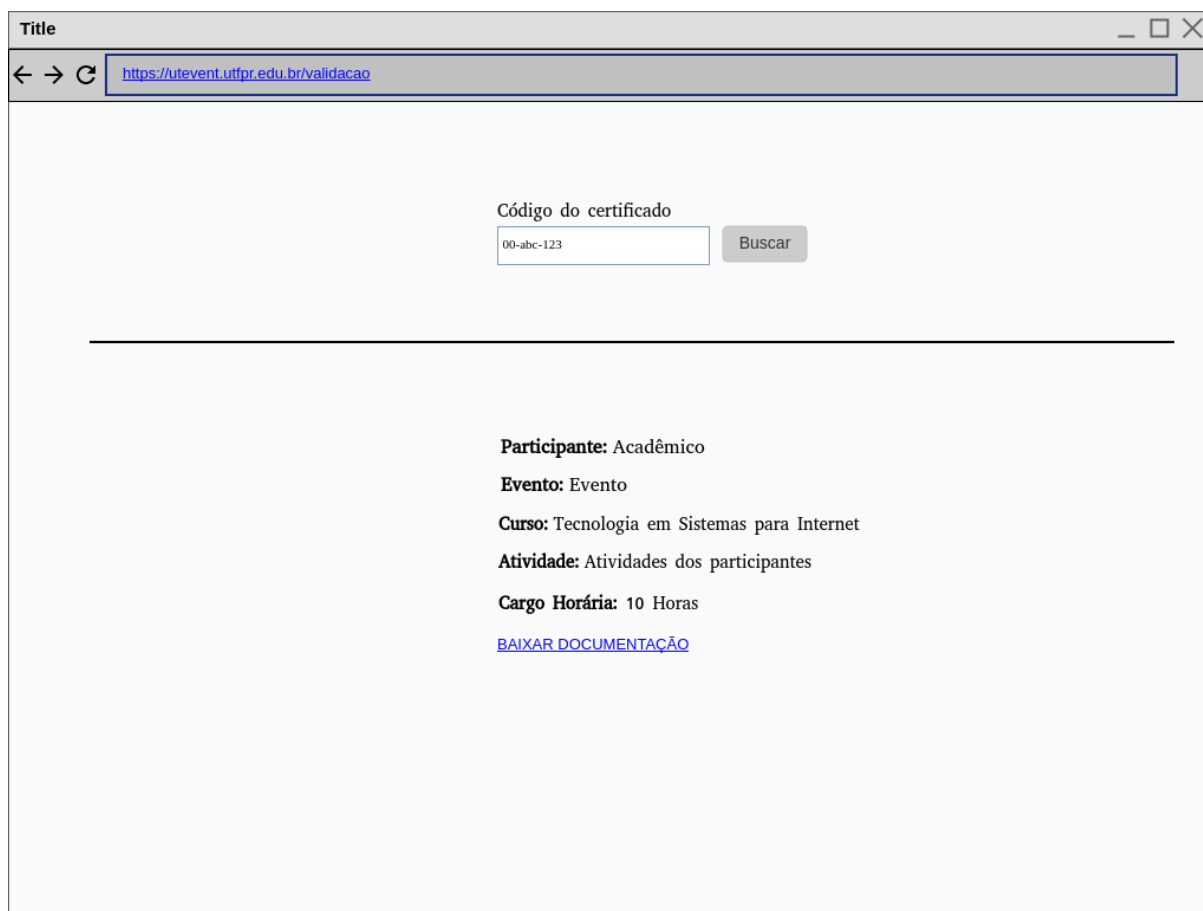 Title
https://utevent.utfpr.edu.br/validacao
Código do certificado
00-abc-123 Buscar
Participante: Acadêmico
Evento: Evento
Curso: Tecnologia em Sistemas para Internet
Atividade: Atividades dos participantes
Cargo Horária: 10 Horas
BAIXAR DOCUMENTAÇÃO